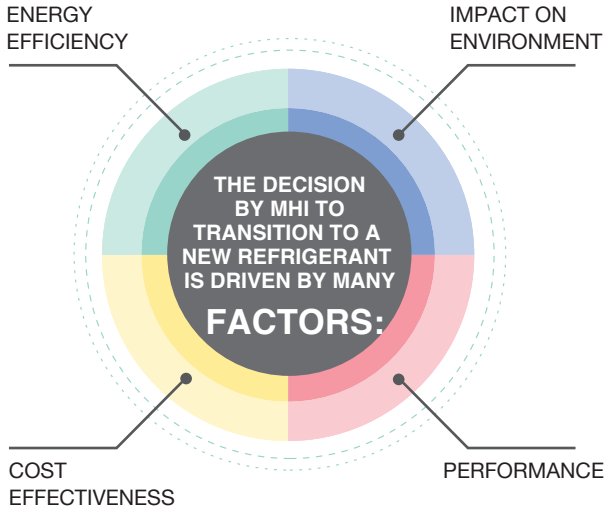 ENERGY
EFFICIENCY
IMPACT ON
ENVIRONMENT
THE DECISION
BY MHI TO
TRANSITION TO A
NEW REFRIGERANT
IS DRIVEN BY MANY
FACTORS:
COST
EFFECTIVENESS
PERFORMANCE